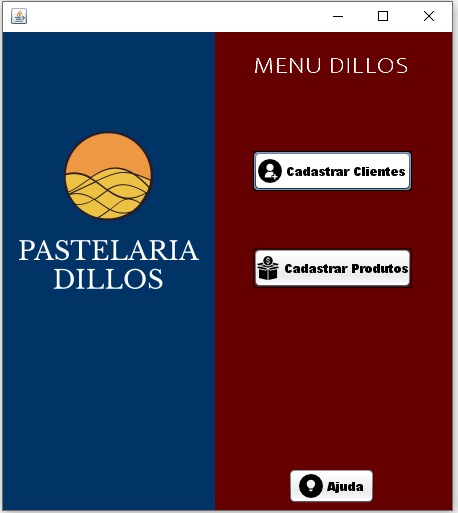 MENU DILLOS
Cadastrar Clientes
PASTELARIA
DILLOS
Cadastrar Produtos
Ajuda